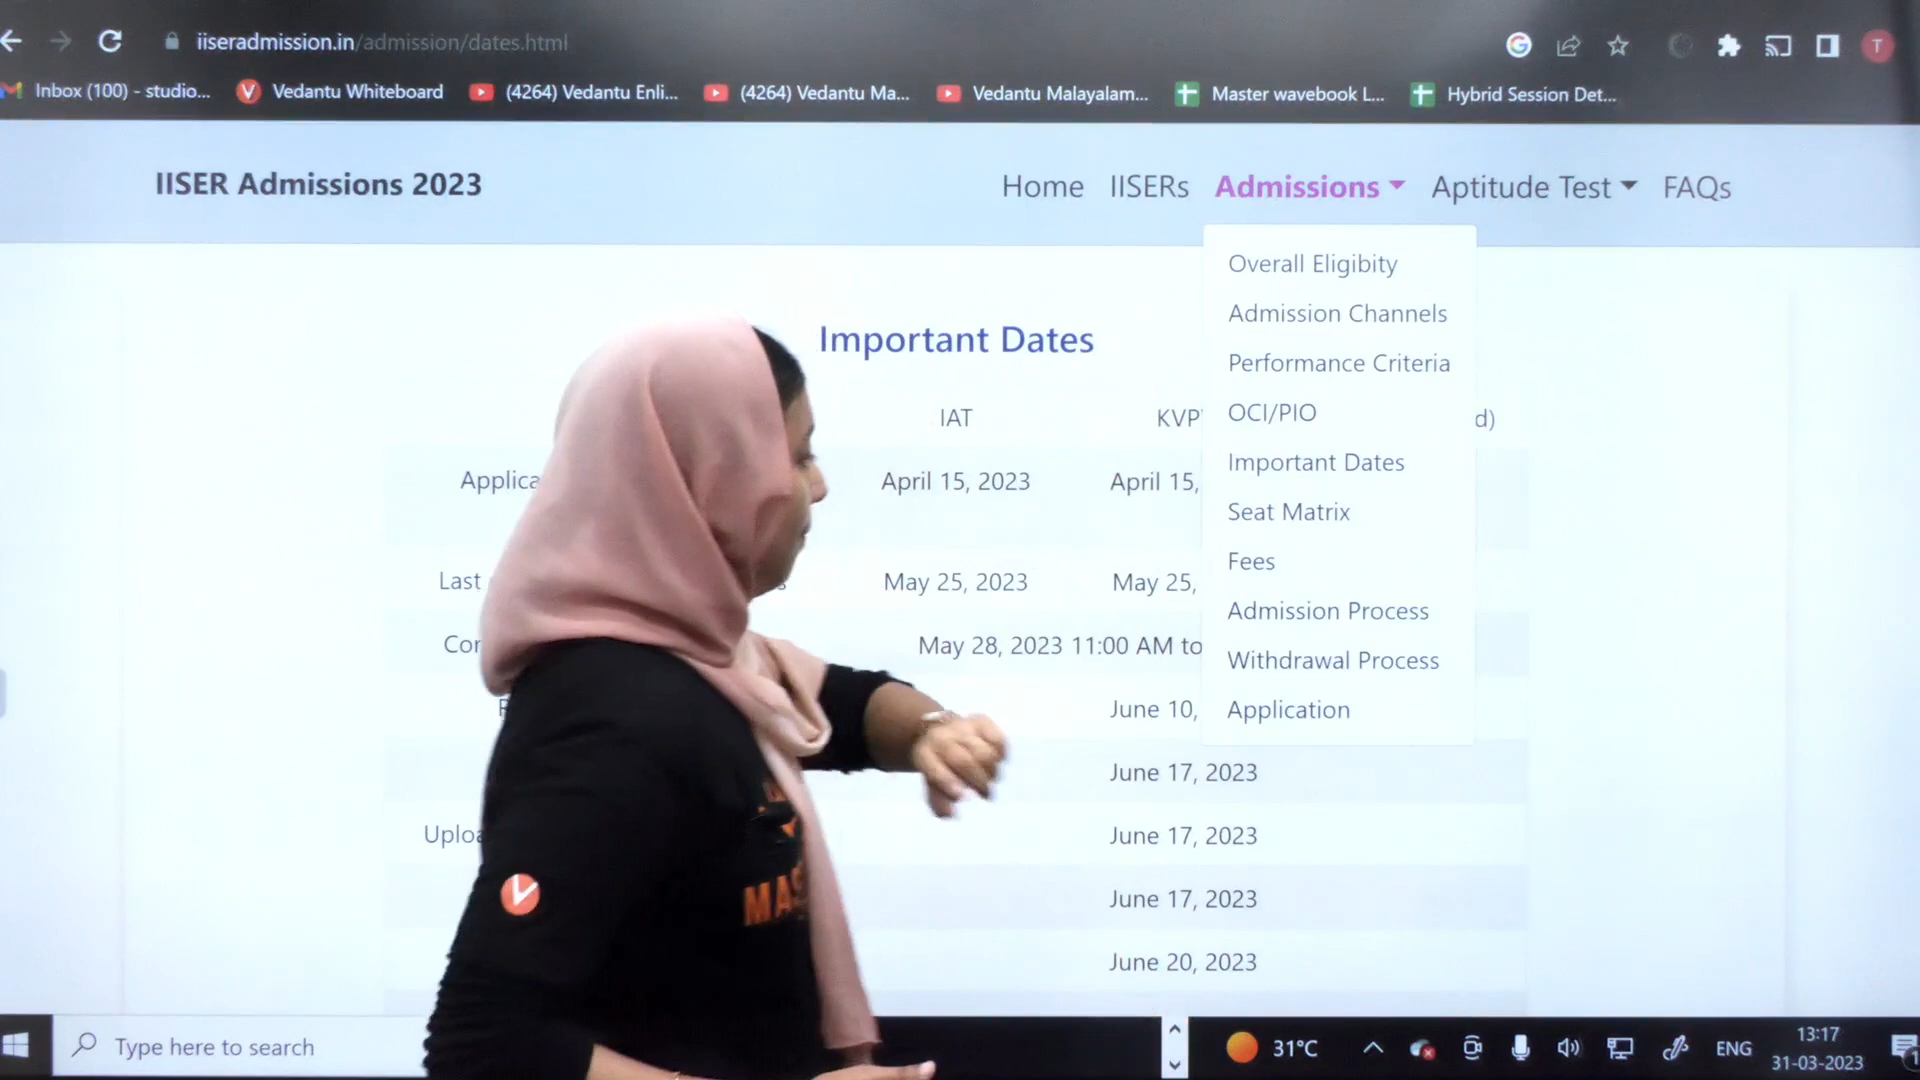 iiseradmission.in/admission/dates.html
T
Inbox (100) - studio...
Vedantu Whiteboard
(4264) Vedantu Enli...
(4264) Vedantu Ma...
Vedantu Malayalam...
Master wavebook L...
Hybrid Session Det...
IISER Admissions 2023
Home
IISERs
Admissions
Aptitude Test
FAQs
Overall Eligibity
Admission Channels
Performance Criteria
OCI/PIO
Important Dates
Seat Matrix
Fees
Admission Process
Withdrawal Process
Application
Important Dates
IAT
April 15, 2023
April 15,
Last
May 25, 2023
May 25,
May 28, 2023 11:00 AM to
June 10,
June 17, 2023
June 17, 2023
June 17, 2023
June 20, 2023
Type here to search
31°C
ENG
13:17
31-03-2023